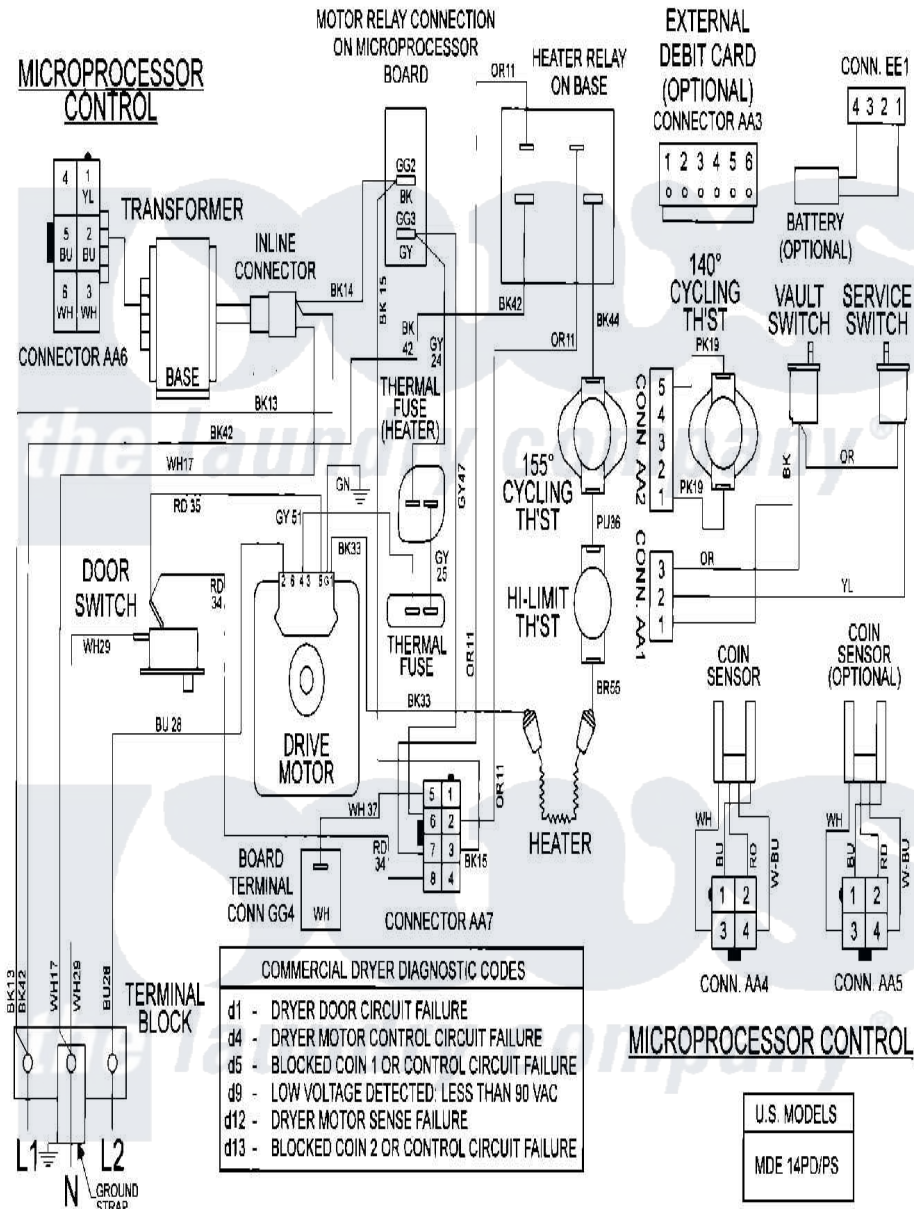 MICROPROCESSOR
CONTROL
MOTOR RELAY CONNECTION
ON MICROPROCESSOR
BOARD
HEATER RELAY
ON BASE
EXTERNAL
DEBIT CARD
(OPTIONAL)
CONNECTOR AA3
1 2 3 4 5 6
CONN. EE1
4 3 2 1
BATTERY
(OPTIONAL)
OR11
GG2
BK
GG3
GY
4 1
YL
5 2
BU BU
6 3
WH WH
CONNECTOR AA6
TRANSFORMER
BASE
INLINE
CONNECTOR
BK14
BK 15
BK
42
GY
24
BK42
OR11
BK44
140°
CYCLING
TH'ST
PK19
VAULT
SWITCH
SERVICE
SWITCH
BK13
BK42
WH17
THERMAL
FUSE
(HEATER)
GY47
155°
CYCLING
TH'ST
CONN AA2
5
4
3
2
1
PK19
BK
OR
GN
RD 35
GY 51
BK33
GY
25
PU36
DOOR
SWITCH
RD
34
WH29
2 6 4 3 5 G 1
HI-LIMIT
TH'ST
CONN. AA1
3
2
1
OR
YL
THERMAL
FUSE
OR11
BK33
BR55
BU 28
DRIVE
MOTOR
COIN
SENSOR
COIN
SENSOR
(OPTIONAL)
WH 37
5 1
6 2
7 3
8 4
OR11
BK15
RD
34
HEATER
BOARD
TERMINAL
CONN GG4
WH
CONNECTOR AA7
WH BU RD W-BU
WH BU RD W-BU
1 2
3 4
1 2
3 4
CONN. AA4
CONN. AA5
BK13
BK42
WH17
WH29
BU28
TERMINAL
BLOCK
L1
N
L2
GROUND
STRAP
COMMERCIAL DRYER DIAGNOSTIC CODES
d1 - DRYER DOOR CIRCUIT FAILURE
d4 - DRYER MOTOR CONTROL CIRCUIT FAILURE
d5 - BLOCKED COIN 1 OR CONTROL CIRCUIT FAILURE
d9 - LOW VOLTAGE DETECTED: LESS THAN 90 VAC
d12 - DRYER MOTOR SENSE FAILURE
d13 - BLOCKED COIN 2 OR CONTROL CIRCUIT FAILURE
MICROPROCESSOR CONTROL
U.S. MODELS
MDE 14PD/PS
the laundry company®
the laundry company®